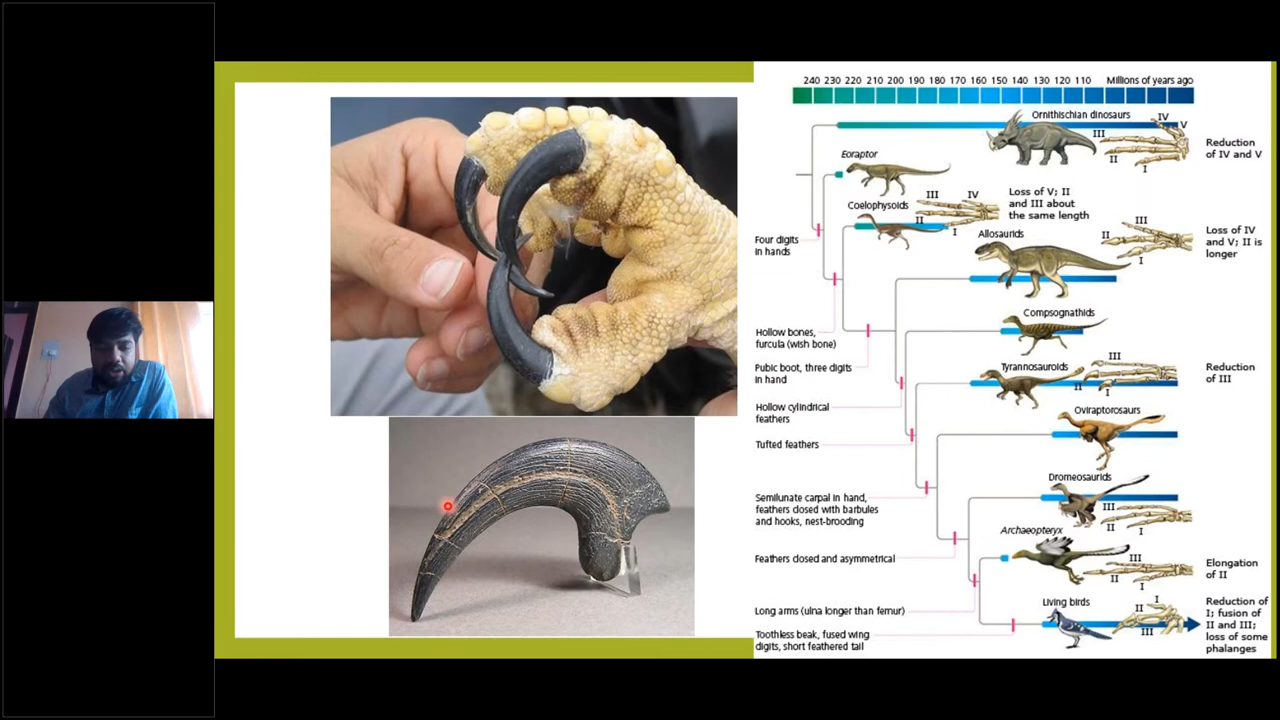 240 230 220 210 200 190 180 170 160 150 140 130 120 110 Millions of years ago
Ornithischian dinosaurs
IV
V
III
II
I
Reduction
of IV and V
Eoraptor
III
IV
II
I
Loss of V; II
and III about
the same length
Coelophysoids
Four digits
in hands
Allosaurids
III
II
I
Loss of IV
and V; II is
longer
Hollow bones,
furcula (wish bone)
Compsognathids
Pubic boot, three digits
in hand
Tyrannosauroids
III
II
I
Reduction
of III
Hollow cylindrical
feathers
Oviraptorosaurs
Tufted feathers
Dromeosaurids
III
II
I
Semilunate carpal in hand,
feathers closed with barbules
and hooks, nest-brooding
Archaeopteryx
III
II
I
Elongation
of II
Feathers closed and asymmetrical
Living birds
I
II
III
Reduction of
I; fusion of
II and III;
loss of some
phalanges
Long arms (ulna longer than femur)
Toothless beak, fused wing
digits, short feathered tail